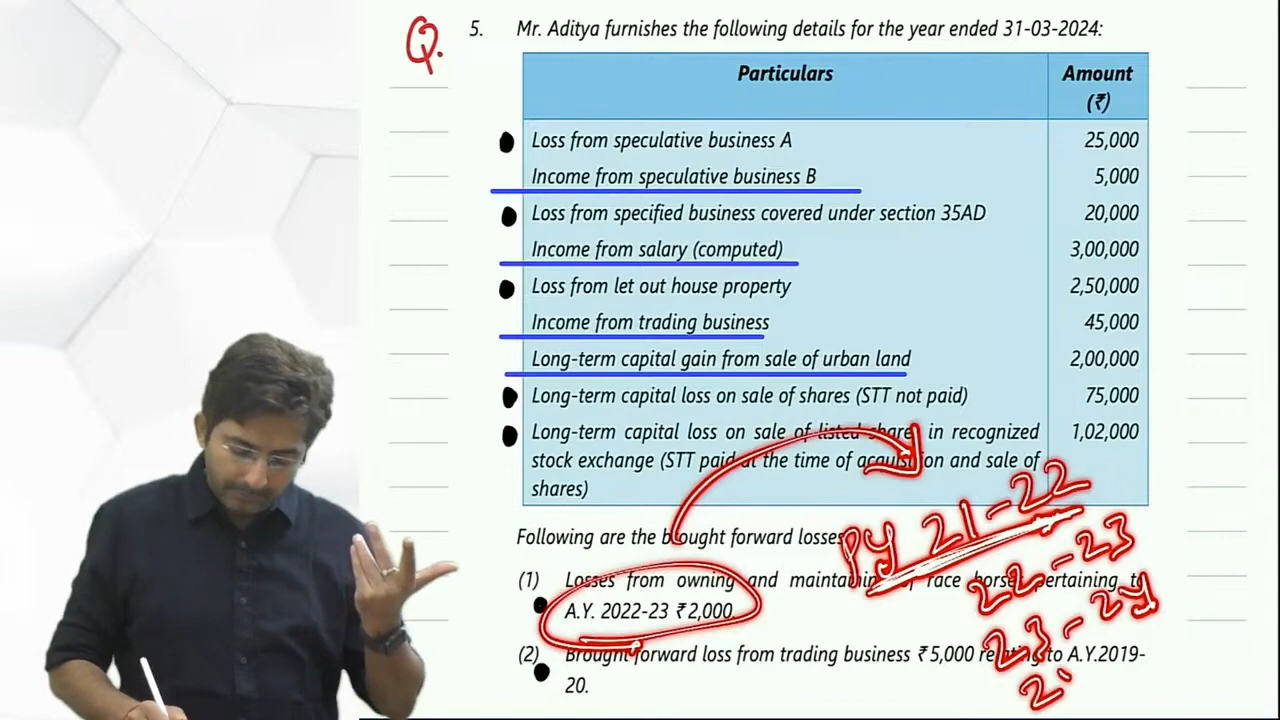 Q.
5. Mr. Aditya furnishes the following details for the year ended 31-03-2024:
Particulars Amount (₹)
Loss from speculative business A 25,000
Income from speculative business B 5,000
Loss from specified business covered under section 35AD 20,000
Income from salary (computed) 3,00,000
Loss from let out house property 2,50,000
Income from trading business 45,000
Long-term capital gain from sale of urban land 2,00,000
Long-term capital loss on sale of shares (STT not paid) 75,000
Long-term capital loss on sale of listed shares in recognized 1,02,000
stock exchange (STT paid at the time of acquisition and sale of
shares)
Following are the brought forward losses
PY 21-22
22-23
23-24
(1) Losses from owning and maintaining of race horses pertaining to
A.Y. 2022-23 ₹2,000
(2) Brought forward loss from trading business ₹5,000 relating to A.Y.2019-
20.